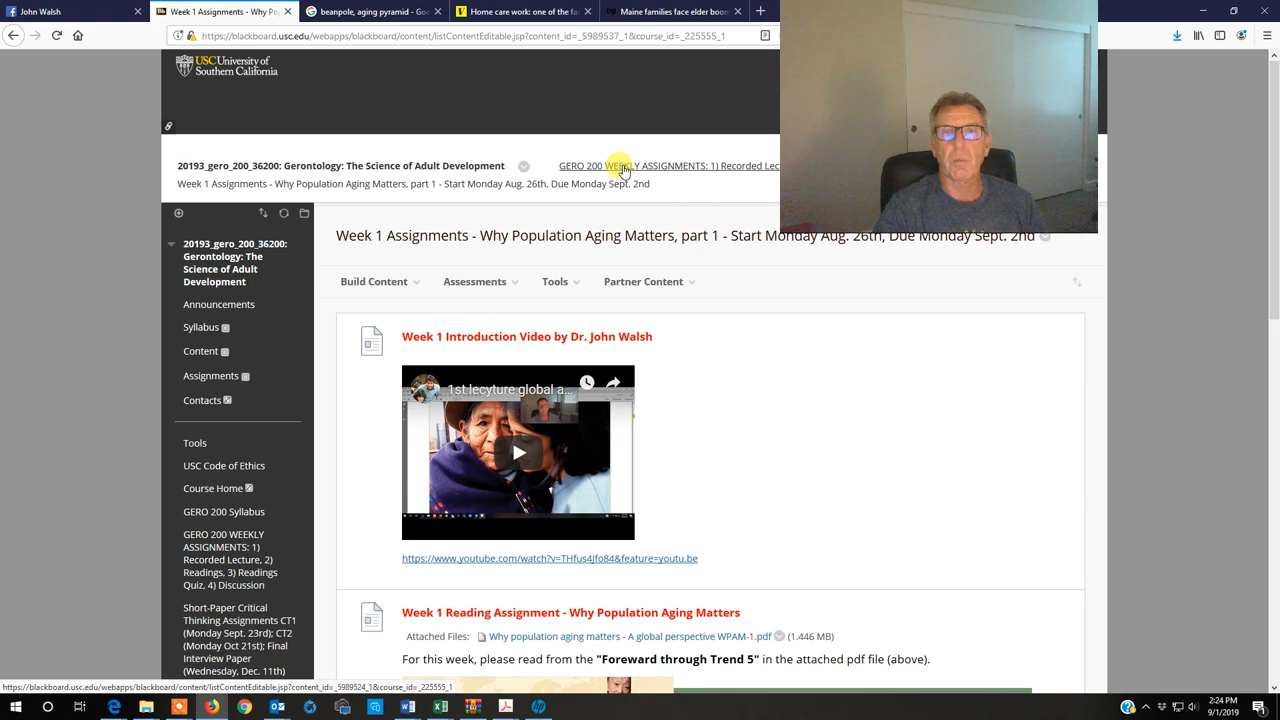 John Walsh
Week 1 Assignments - Why Po
beanpole, aging pyramid - Goo
Home care work: one of the fa
bp
Maine families face elder boom
https://blackboard.usc.edu/webapps/blackboard/content/listContentEditable.jsp?content_id=_5989537_1&course_id=_225555_1
USC University of
Southern California
20193_gero_200_36200: Gerontology: The Science of Adult Development
GERO 200 WEEKLY ASSIGNMENTS: 1) Recorded Lec
Week 1 Assignments - Why Population Aging Matters, part 1 - Start Monday Aug. 26th, Due Monday Sept. 2nd
20193_gero_200_36200:
Gerontology: The
Science of Adult
Development
Announcements
Syllabus
Content
Assignments
Contacts
Tools
USC Code of Ethics
Course Home
GERO 200 Syllabus
GERO 200 WEEKLY
ASSIGNMENTS: 1)
Recorded Lecture, 2)
Readings, 3) Readings
Quiz, 4) Discussion
Short-Paper Critical
Thinking Assignments CT1
(Monday Sept. 23rd); CT2
(Monday Oct 21st); Final
Interview Paper
(Wednesday, Dec. 11th)
Week 1 Assignments - Why Population Aging Matters, part 1 - Start Monday Aug. 26th, Due Monday Sept. 2nd
Build Content
Assessments
Tools
Partner Content
Week 1 Introduction Video by Dr. John Walsh
1st lecyture global a...
https://www.youtube.com/watch?v=THfus4Jfo84&feature=youtu.be
Week 1 Reading Assignment - Why Population Aging Matters
Attached Files: Why population aging matters - A global perspective WPAM-1.pdf (1.446 MB)
For this week, please read from the "Foreward through Trend 5" in the attached pdf file (above).
https://blackboard.usc.edu/webapps/blackboard/content/listContentEditable.jsp?content_id=_5989524_1&course_id=_225555_1
2:24 PM
9/1/2019